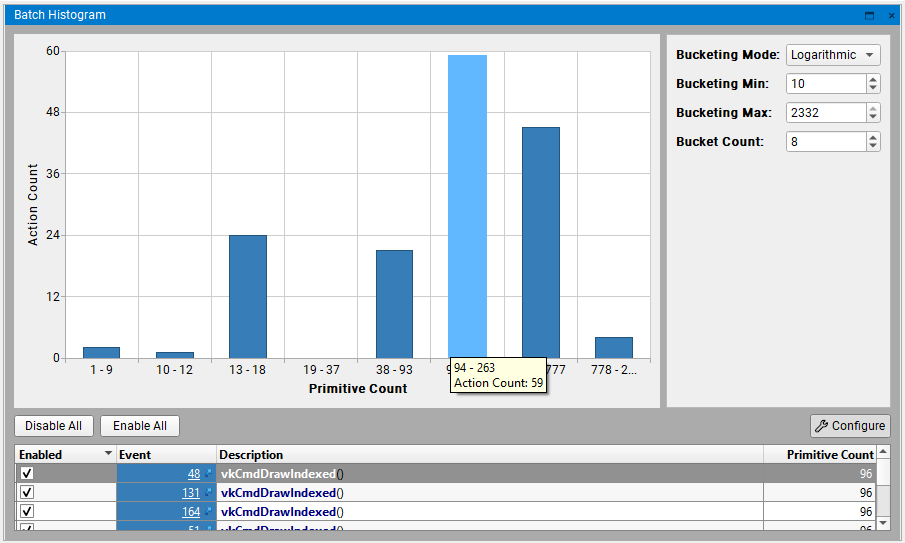 Batch Histogram
60
48
36
24
12
0
Action Count
1 - 9
10 - 12
13 - 18
19 - 37
38 - 93
777
778 - 2...
94 - 263
Action Count: 59
Primitive Count
Bucketing Mode: Logarithmic
Bucketing Min: 10
Bucketing Max: 2332
Bucket Count: 8
Disable All
Enable All
Configure
Enabled Event Description Primitive Count
48 vkCmdDrawIndexed() 96
131 vkCmdDrawIndexed() 96
164 vkCmdDrawIndexed() 96
51 vkCmdDrawIndexed() 96